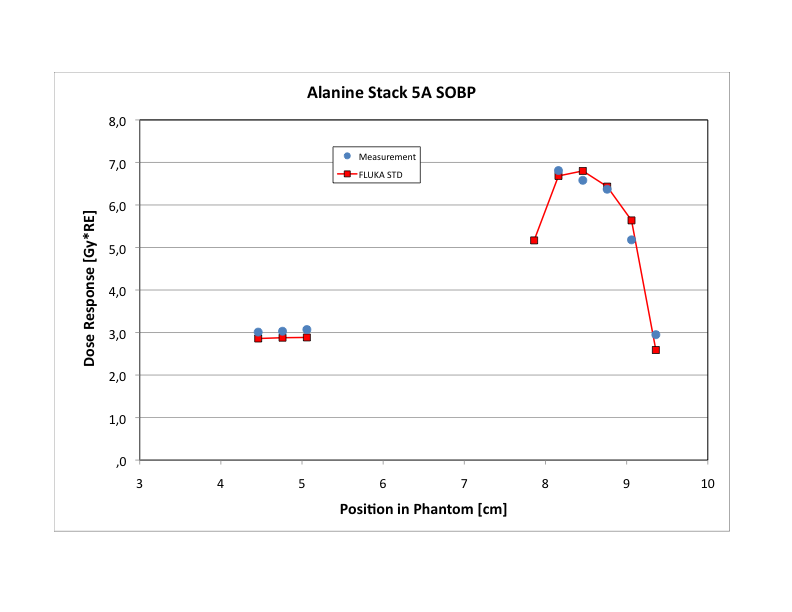 Alanine Stack 5A SOBP
8,0
7,0
6,0
5,0
4,0
3,0
2,0
1,0
,0
Dose Response [Gy*RE]
Measurement
FLUKA STD
3 4 5 6 7 8 9 10
Position in Phantom [cm]